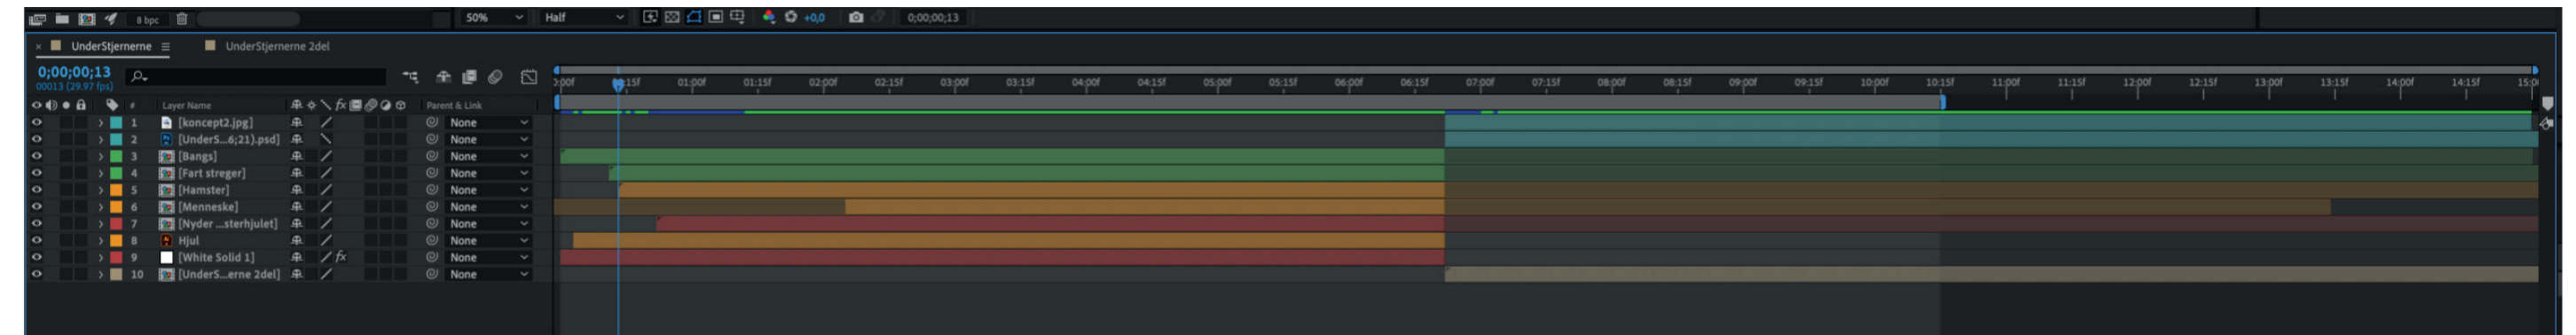 8 bpc 50% Half +0,0 0;00;00;13
× UnderStjernerne UnderStjernerne 2del
0;00;00;13
00013 (29.97 fps)
:00f 15f 01:00f 01:15f 02:00f 02:15f 03:00f 03:15f 04:00f 04:15f 05:00f 05:15f 06:00f 06:15f 07:00f 07:15f 08:00f 08:15f 09:00f 09:15f 10:00f 10:15f 11:00f 11:15f 12:00f 12:15f 13:00f 13:15f 14:00f 14:15f 15:0
# Layer Name fx Parent & Link
1 [koncept2.jpg] None
2 [UnderS...6;21).psd] None
3 [Bangs] None
4 [Fart streger] None
5 [Hamster] None
6 [Menneske] None
7 [Nyder ...sterhjulet] None
8 Hjul None
9 [White Solid 1] fx None
10 [UnderS...erne 2del] None